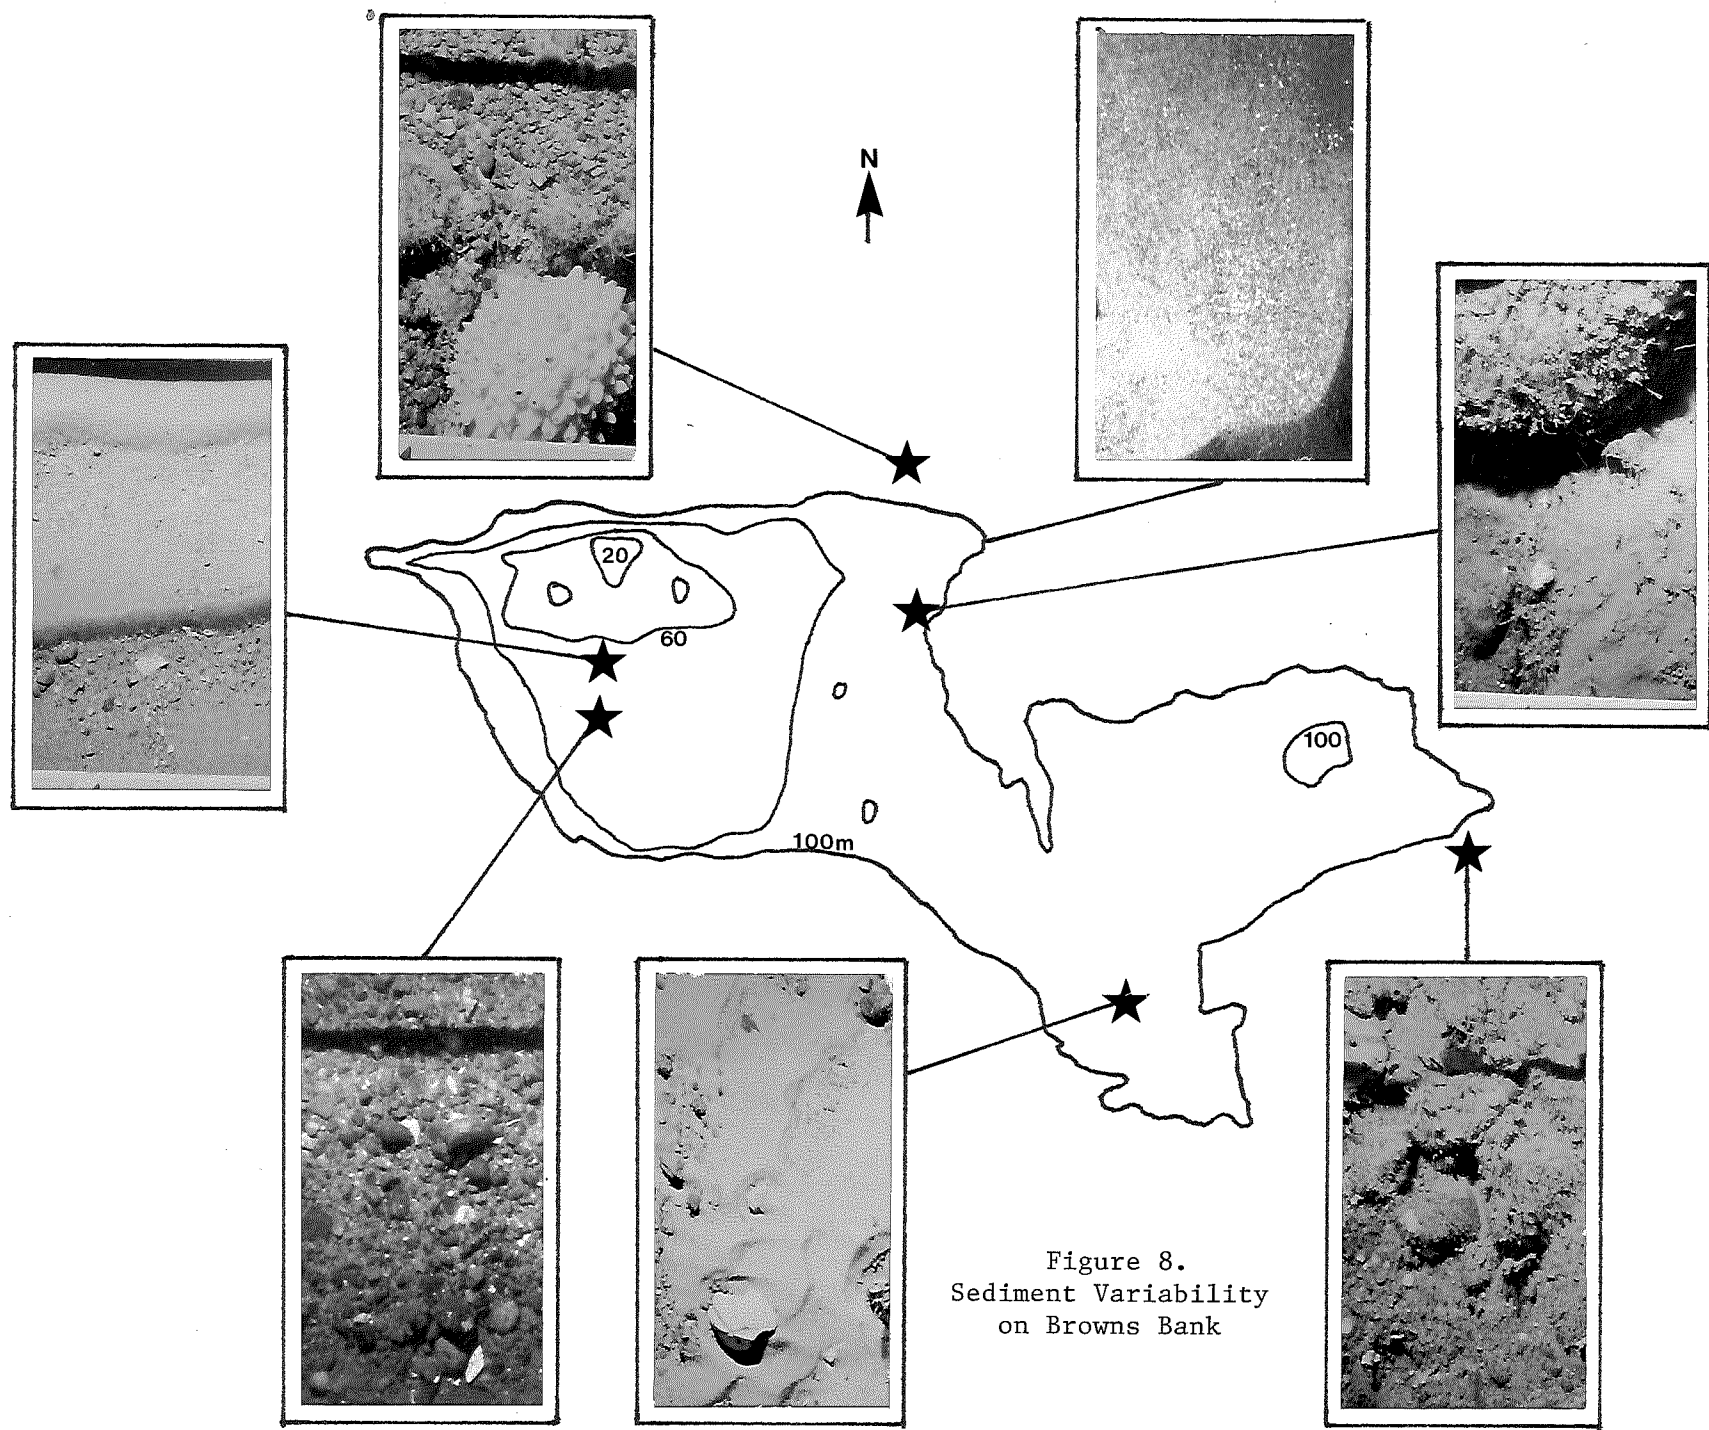 N
20
60
100
100m
Figure 8.
Sediment Variability
on Browns Bank